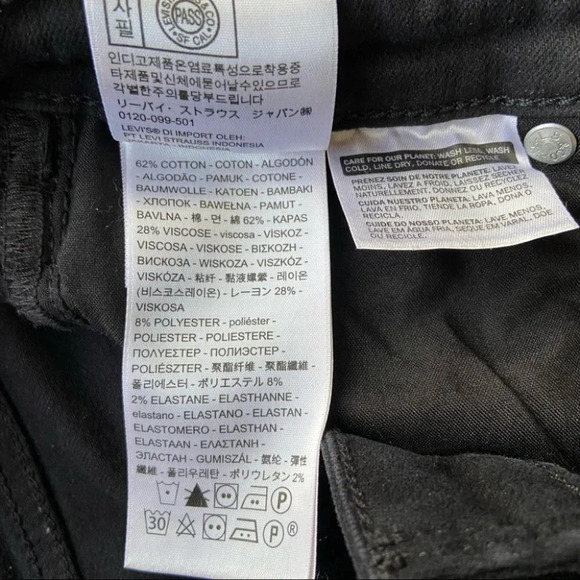 사
필
LEVI STRAUSS & CO
PASS
SF CAL
인디고제품은염료특성으로착용중
타제품및신체에묻어날수있으므로
각별한주의를당부드립니다
リーバイ・ストラウス ジャパン㈱
0120-099-501
LEVI'S® DI IMPORT OLEH:
PT LEVI STRAUSS INDONESIA
62% COTTON - COTON - ALGODÓN
- ALGODÃO - PAMUK - COTONE -
BAUMWOLLE - KATOEN - BAMBAKI
- ХЛОПОК - BAWEŁNA - PAMUT -
BAVLNA - 棉 - 면 - 綿 62% - KAPAS
28% VISCOSE - viscosa - VISKOZ -
VISCOSA - VISKOSE - ΒΙΣΚΟΖΗ -
ВИСКОЗА - WISKOZA - VISZKÓZ -
VISKÓZA - 粘纤 - 黏液嫘縈 - 레이온
(비스코스레이온) - レーヨン 28% -
VISKOSA
8% POLYESTER - poliéster -
POLIESTER - POLIESTERE -
ΠΟΛΥΕΣΤΕΡ - ПОЛИЭСТЕР -
POLIÉSZTER - 聚酯纤维 - 聚酯纖維 -
폴리에스터 - ポリエステル 8%
2% ELASTANE - ELASTHANNE -
elastano - ELASTANO - ELASTAN -
ELASTOMERO - ELASTHAN -
ELASTAAN - ΕΛΑΣΤΑΝΗ -
ЭЛАСТАН - GUMISZÁL - 氨纶 - 彈性
纖維 - 폴리우레탄 - ポリウレタン 2%
P
30 P ®
CARE FOR OUR PLANET: WASH LESS, WASH
COLD, LINE DRY, DONATE OR RECYCLE.
PRENEZ SOIN DE NOTRE PLANETE: LAVEZ
MOINS, LAVEZ A FROID, LAISSEZ SÉCHER
NATURELLEMENT, DONNEZ OU RECYCLEZ.
CUIDA NUESTRO PLANETA: LAVA MENOS,
LAVA EN FRIO, TIENDE LA ROPA, DONA O
RECICLA.
CUIDE DO NOSSO PLANETA: LAVE MENOS,
LAVE EM AGUA FRIA, SEQUE EM VARAL, DOE
OU RECICLE.